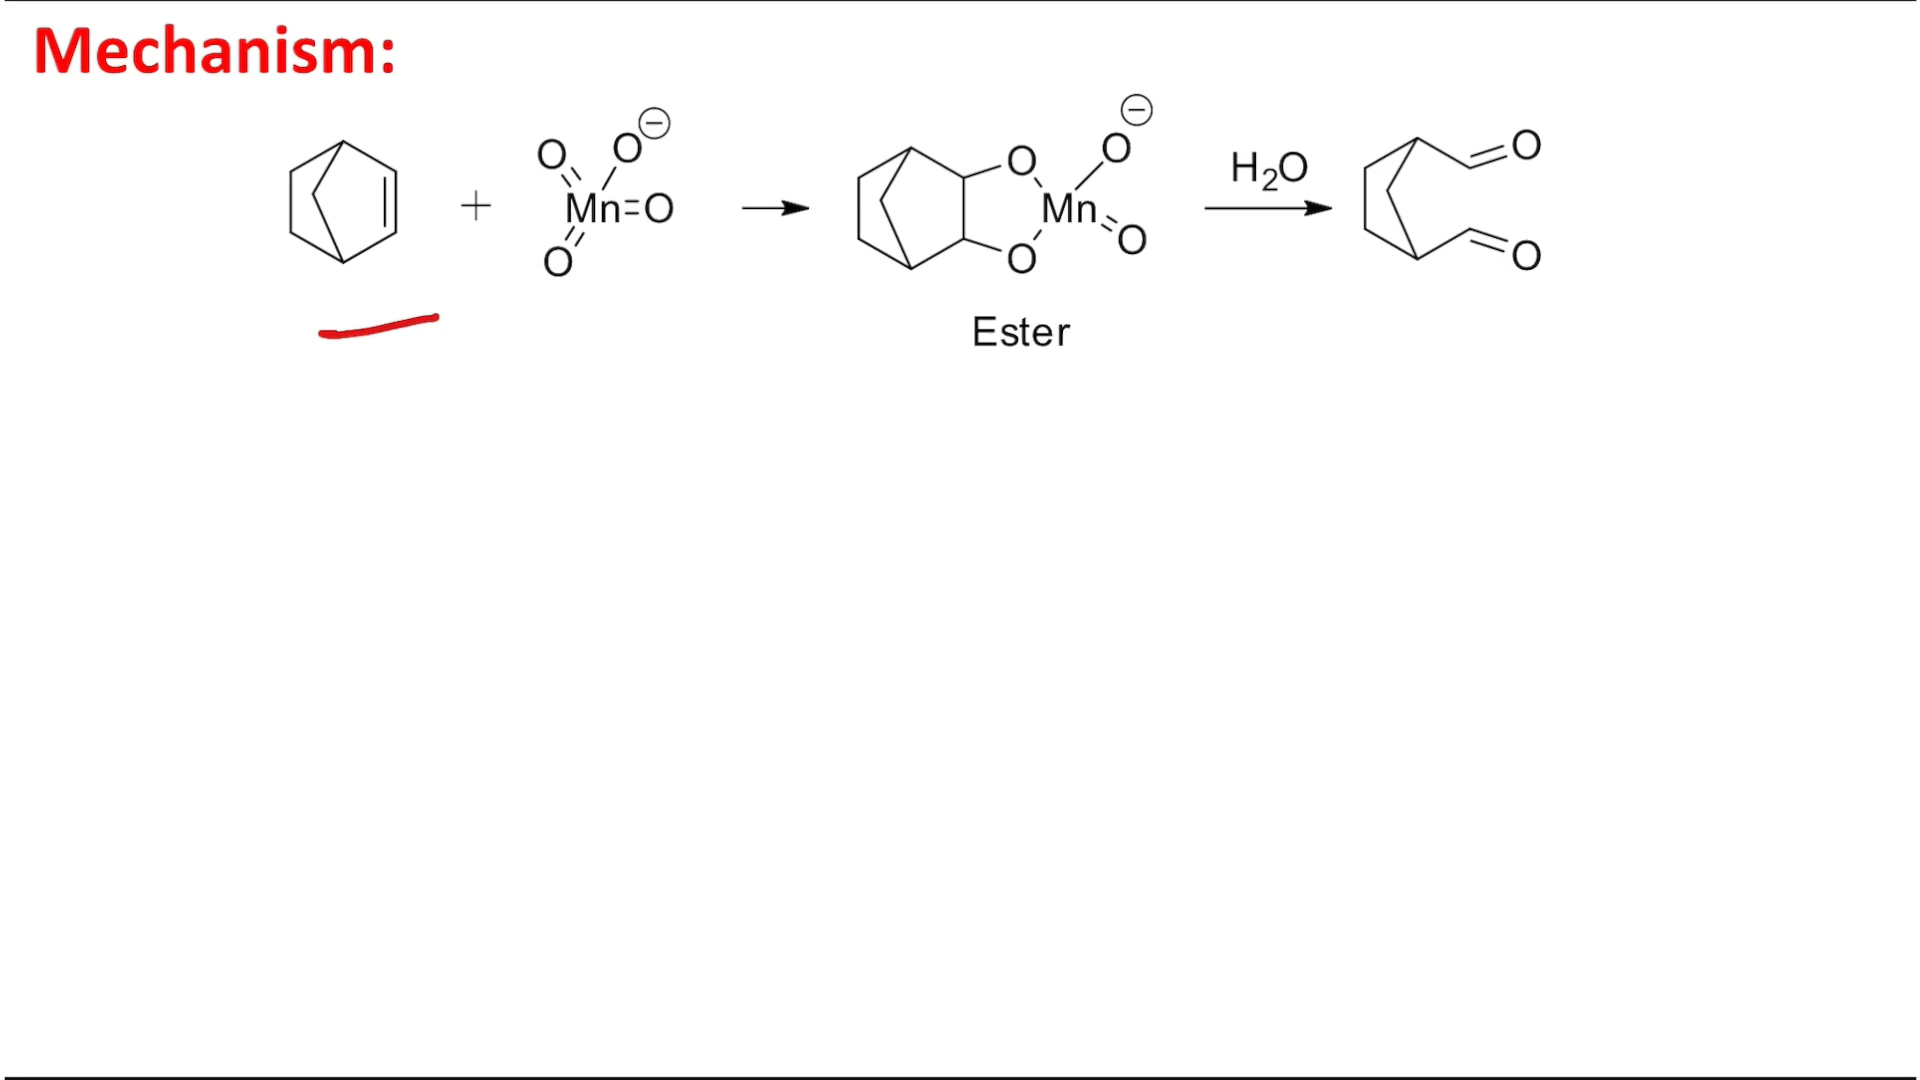 Mechanism:
O O⊖ Mn=O O
+
O O⊖ Mn O O
H₂O
O
O
Ester